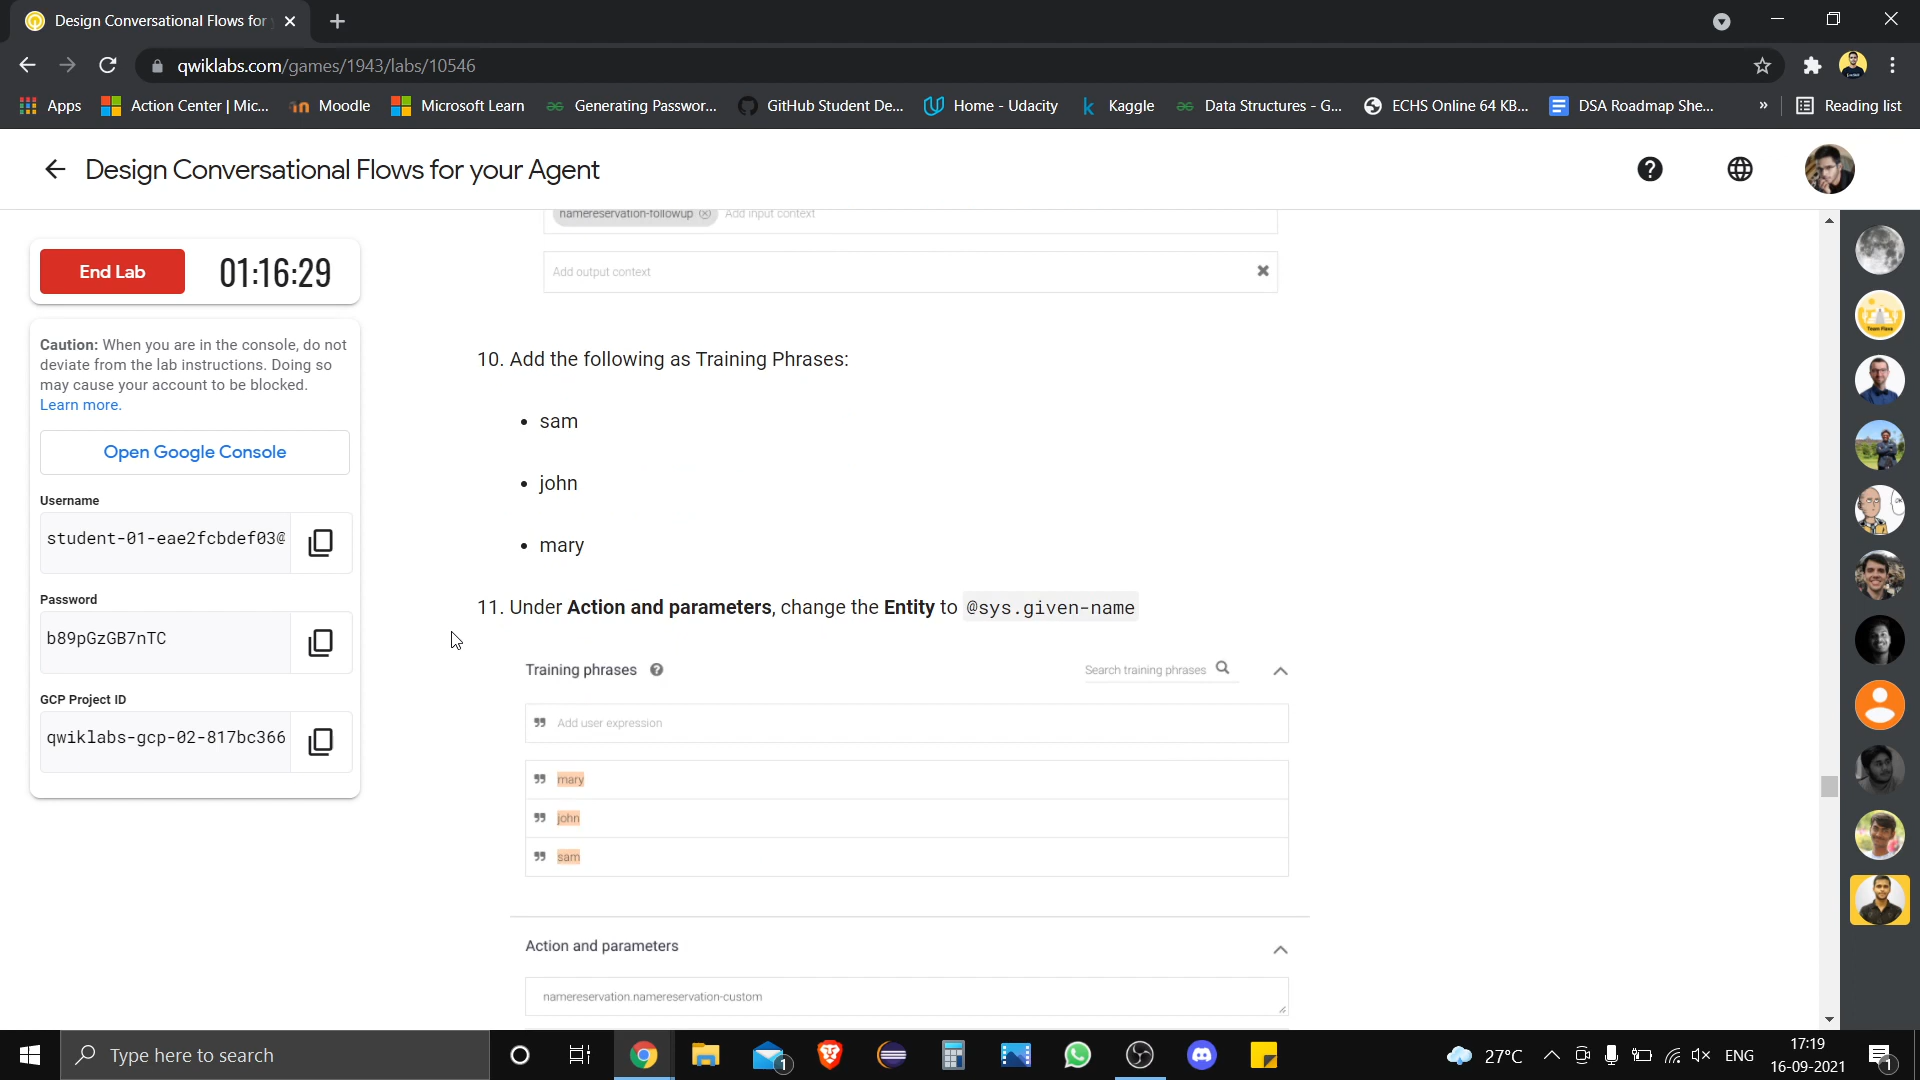 Design Conversational Flows for
qwiklabs.com/games/1943/labs/10546
Apps
Action Center | Mic...
Moodle
Microsoft Learn
Generating Passwor...
GitHub Student De...
Home - Udacity
Kaggle
Data Structures - G...
ECHS Online 64 KB...
DSA Roadmap She...
»
Reading list
Design Conversational Flows for your Agent
End Lab
01:16:29
Caution: When you are in the console, do not
deviate from the lab instructions. Doing so
may cause your account to be blocked.
Learn more.
Open Google Console
Username
student-01-eae2fcbdef03@
Password
b89pGzGB7nTC
GCP Project ID
qwiklabs-gcp-02-817bc366
namereservation-followup Add input context
Add output context
10. Add the following as Training Phrases:
• sam
• john
• mary
11. Under Action and parameters, change the Entity to @sys.given-name
Training phrases
Search training phrases
Add user expression
mary
john
sam
Action and parameters
namereservation.namereservation-custom
Type here to search
1
27°C
ENG
17:19
16-09-2021
1